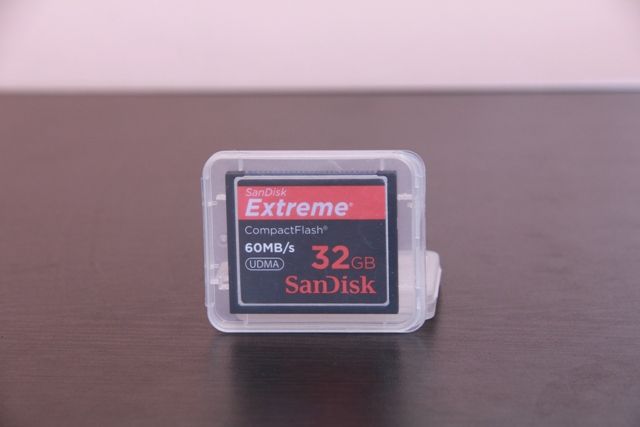 SanDisk
Extreme®
CompactFlash®
60MB/s
UDMA
32GB
SanDisk